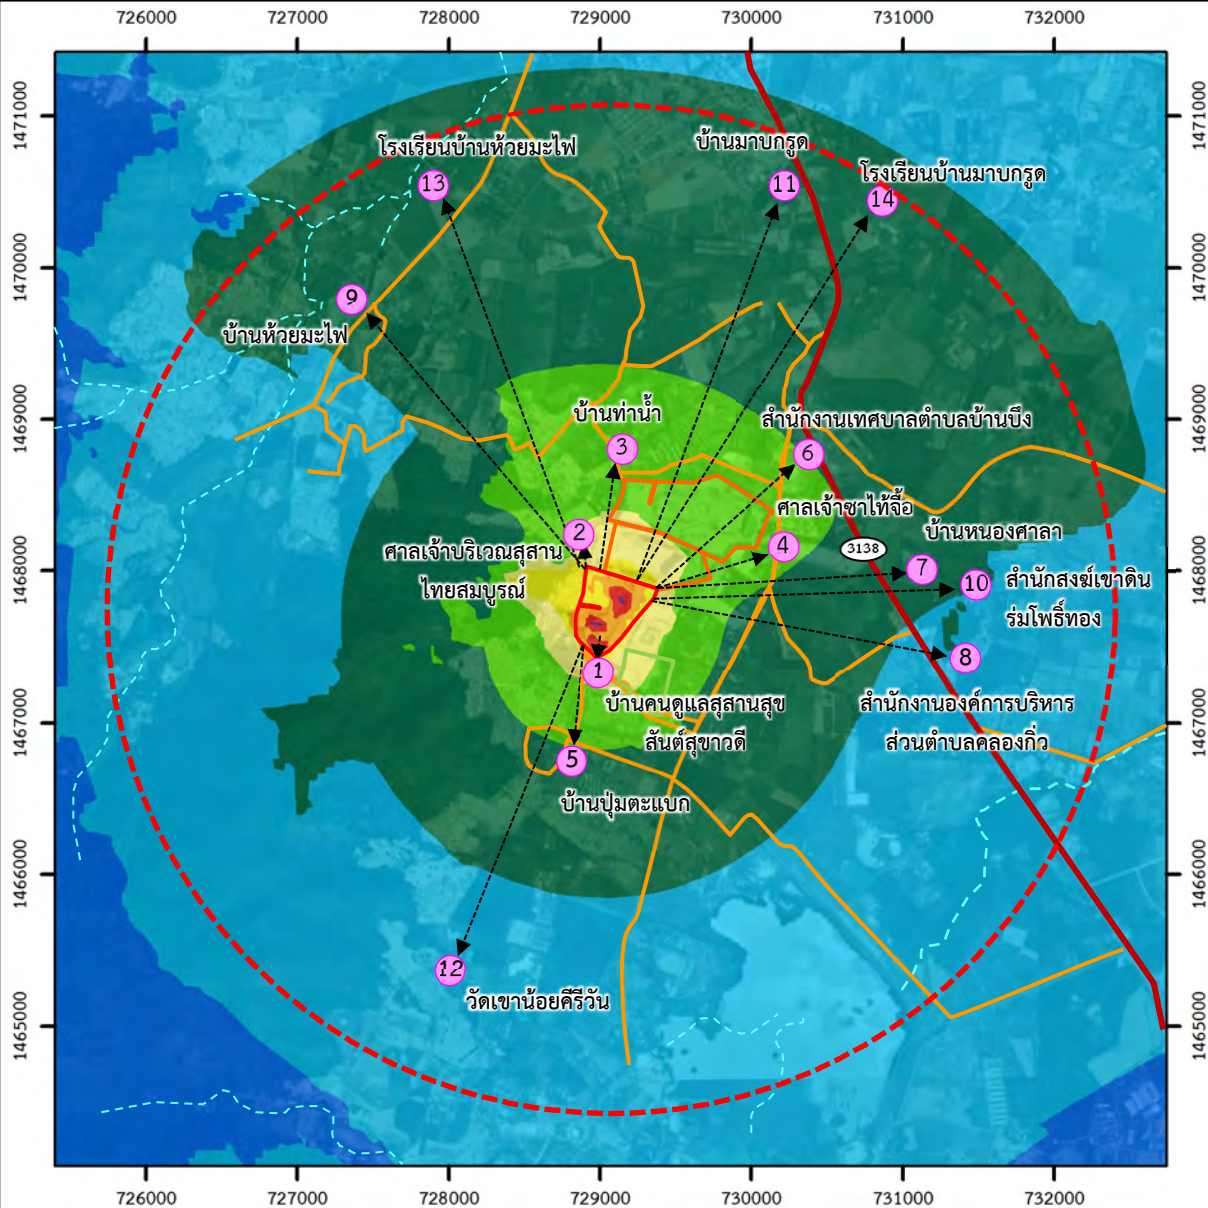 726000 727000 728000 729000 730000 731000 732000
1471000
1471000
โรงเรียนบ้านห้วยมะไฟ
13
บ้านมาบกรูด
11
โรงเรียนบ้านมาบกรูด
14
1470000
1470000
9
บ้านห้วยมะไฟ
1469000
1469000
บ้านท่าน้ำ
3
สำนักงานเทศบาลตำบลบ้านบึง
6
ศาลเจ้าซาไท้จื้อ
4
2
ศาลเจ้าบริเวณสุสาน
ไทยสมบูรณ์
3138
บ้านหนองศาลา
7
1468000
1468000
10
สำนักสงฆ์เขาดิน
ร่มโพธิ์ทอง
8
สำนักงานองค์การบริหาร
ส่วนตำบลคลองกิ่ว
1
บ้านคนดูแลสุสานสุข
สันต์สุขาวดี
1467000
1467000
5
บ้านปุ่มตะแบก
1466000
1466000
12
วัดเขาน้อยคีรีวัน
1465000
1465000
726000 727000 728000 729000 730000 731000 732000